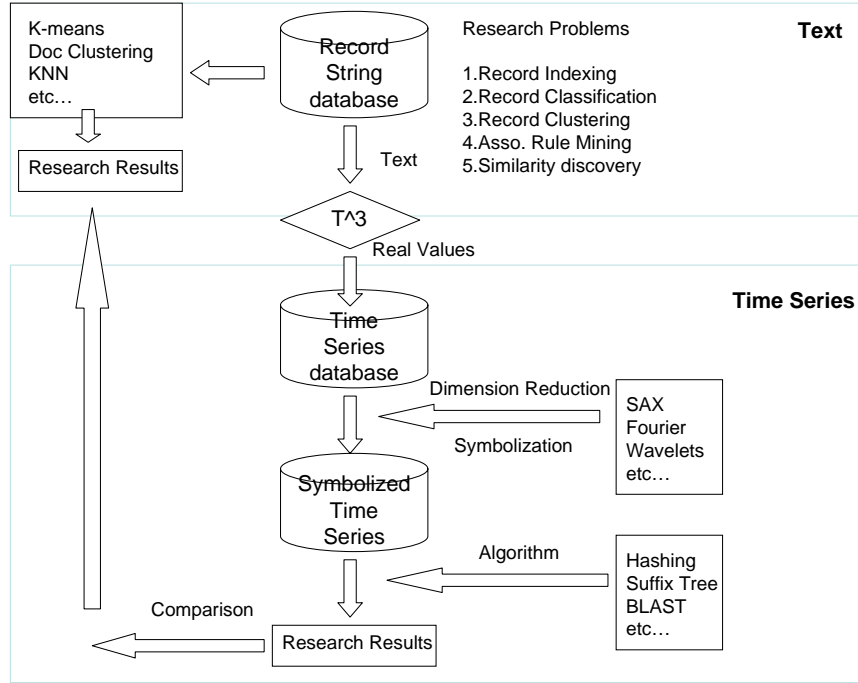 K-means
Doc Clustering
KNN
etc…
Research Results
Record
String
database
Research Problems
1.Record Indexing
2.Record Classification
3.Record Clustering
4.Asso. Rule Mining
5.Similarity discovery
Text
Text
T^3
Real Values
Time Series
Time
Series
database
Dimension Reduction
Symbolization
SAX
Fourier
Wavelets
etc…
Symbolized
Time
Series
Algorithm
Hashing
Suffix Tree
BLAST
etc…
Comparison
Research Results